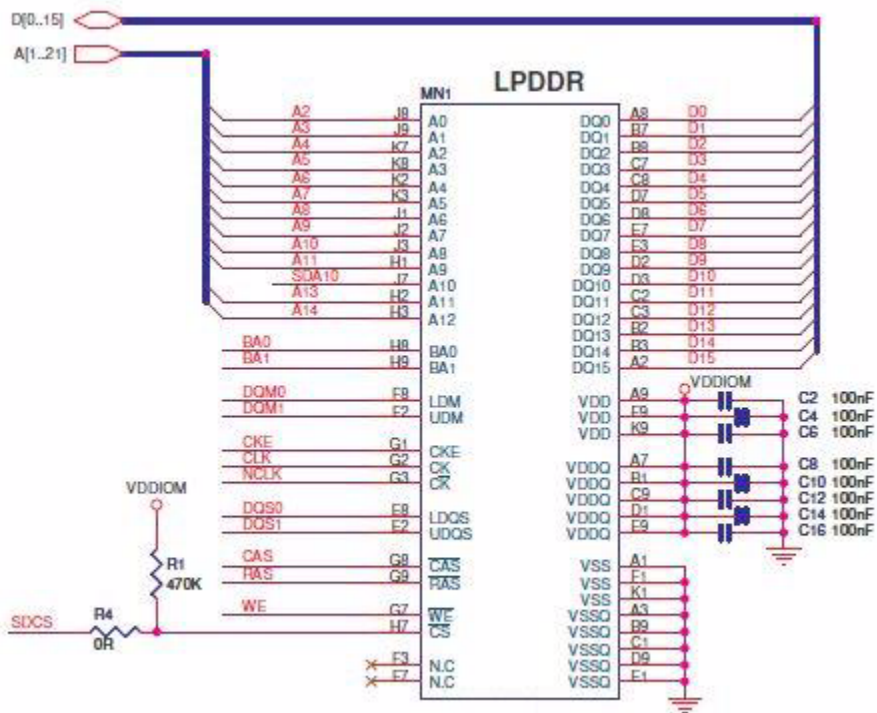 D[0..15]
A[1..21]
LPDDR
MN1
A2 J8 A0 DQ0 A8 D0
A3 J9 A1 DQ1 B7 D1
A4 K7 A2 DQ2 B8 D2
A5 K8 A3 DQ3 C7 D3
A6 K2 A4 DQ4 C8 D4
A7 K3 A5 DQ5 D7 D5
A8 J1 A6 DQ6 D8 D6
A9 J2 A7 DQ7 E7 D7
A10 J3 A8 DQ8 E3 D8
A11 H1 A9 DQ9 D2 D9
SDA10 J7 A10 DQ10 D3 D10
A13 H2 A11 DQ11 C2 D11
A14 H3 A12 DQ12 C3 D12
DQ13 B2 D13
BA0 H8 BA0 DQ14 B3 D14
BA1 H9 BA1 DQ15 A2 D15
VDDIOM
DQM0 F8 LDM VDD A9 C2 100nF
DQM1 F2 UDM VDD F9 C4 100nF
VDD K9 C6 100nF
CKE G1 CKE
CLK G2 CK VDDQ A7 C8 100nF
NCLK G3 CK VDDQ B1 C10 100nF
VDDIOM
VDDQ C9 C12 100nF
DQS0 E8 LDQS VDDQ D1 C14 100nF
DQS1 E2 UDQS VDDQ E9 C16 100nF
CAS G8 CAS VSS A1
R1
RAS G9 RAS VSS F1
470K
VSS K1
WE G7 WE VSSQ A3
SDCS R4 H7 CS VSSQ B9
0R
VSSQ C1
F3 N.C VSSQ D9
F7 N.C VSSQ E1